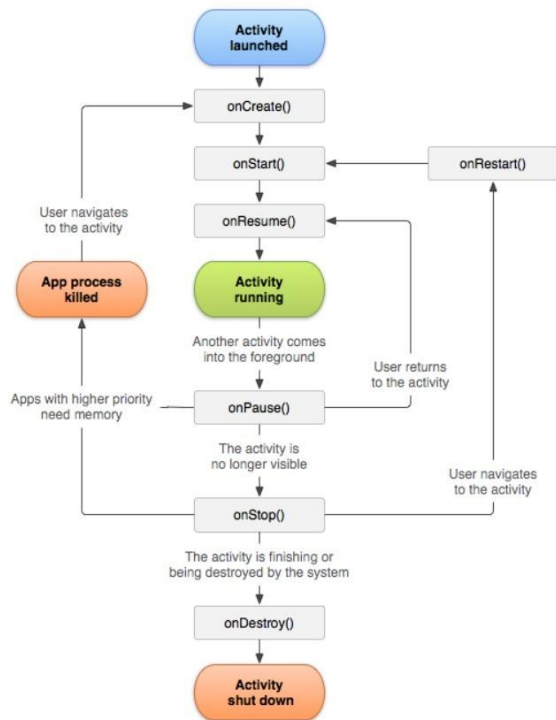 Activity
launched
onCreate()
onStart()
onRestart()
User navigates
to the activity
onResume()
App process
killed
Activity
running
Another activity comes
into the foreground
User returns
to the activity
Apps with higher priority
need memory
onPause()
The activity is
no longer visible
User navigates
to the activity
onStop()
The activity is finishing or
being destroyed by the system
onDestroy()
Activity
shut down